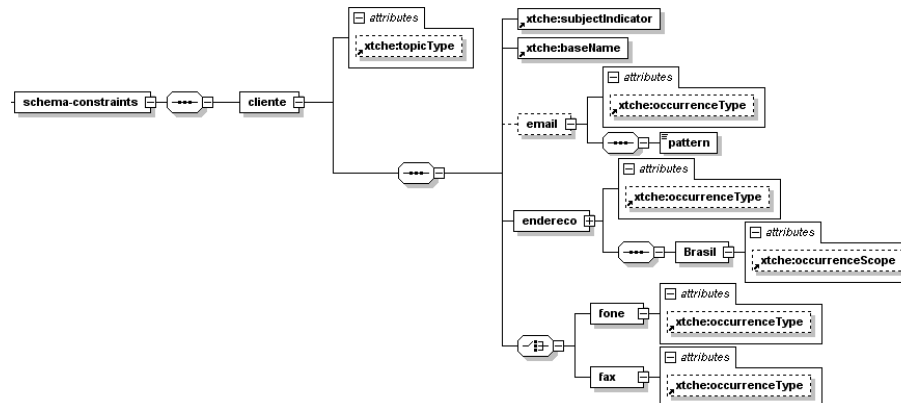 attributes
xtche:topicType
schema-constraints
cliente
xtche:subjectIndicator
xtche:baseName
attributes
xtche:occurrenceType
email
pattern
attributes
xtche:occurrenceType
endereco
attributes
Brasil
xtche:occurrenceScope
attributes
fone
xtche:occurrenceType
attributes
fax
xtche:occurrenceType